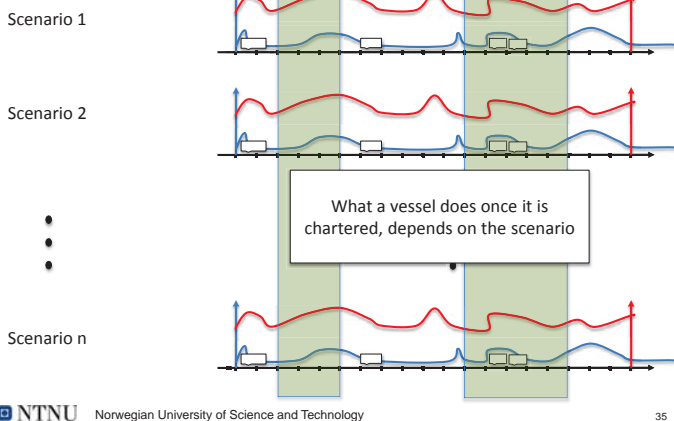 Scenario 1
Scenario 2
What a vessel does once it is
chartered, depends on the scenario
Scenario n
NTNU Norwegian University of Science and Technology 35